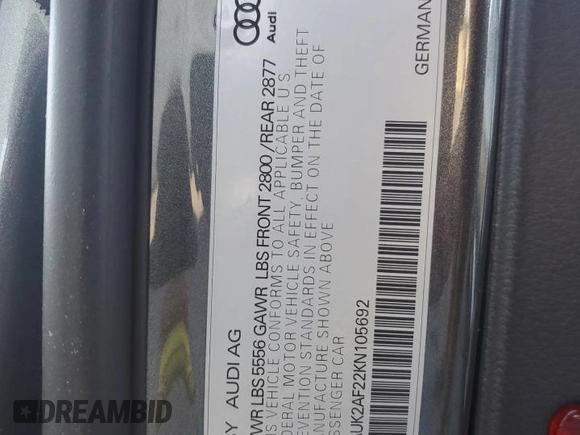 Audi
BY AUDI AG
GVWR LBS 5556 GAWR LBS FRONT 2800 / REAR 2877
THIS VEHICLE CONFORMS TO ALL APPLICABLE U S
FEDERAL MOTOR VEHICLE SAFETY, BUMPER AND THEFT
PREVENTION STANDARDS IN EFFECT ON THE DATE OF
MANUFACTURE SHOWN ABOVE
PASSENGER CAR
AUK2AF22KN105692
GERMAN
DREAMBID